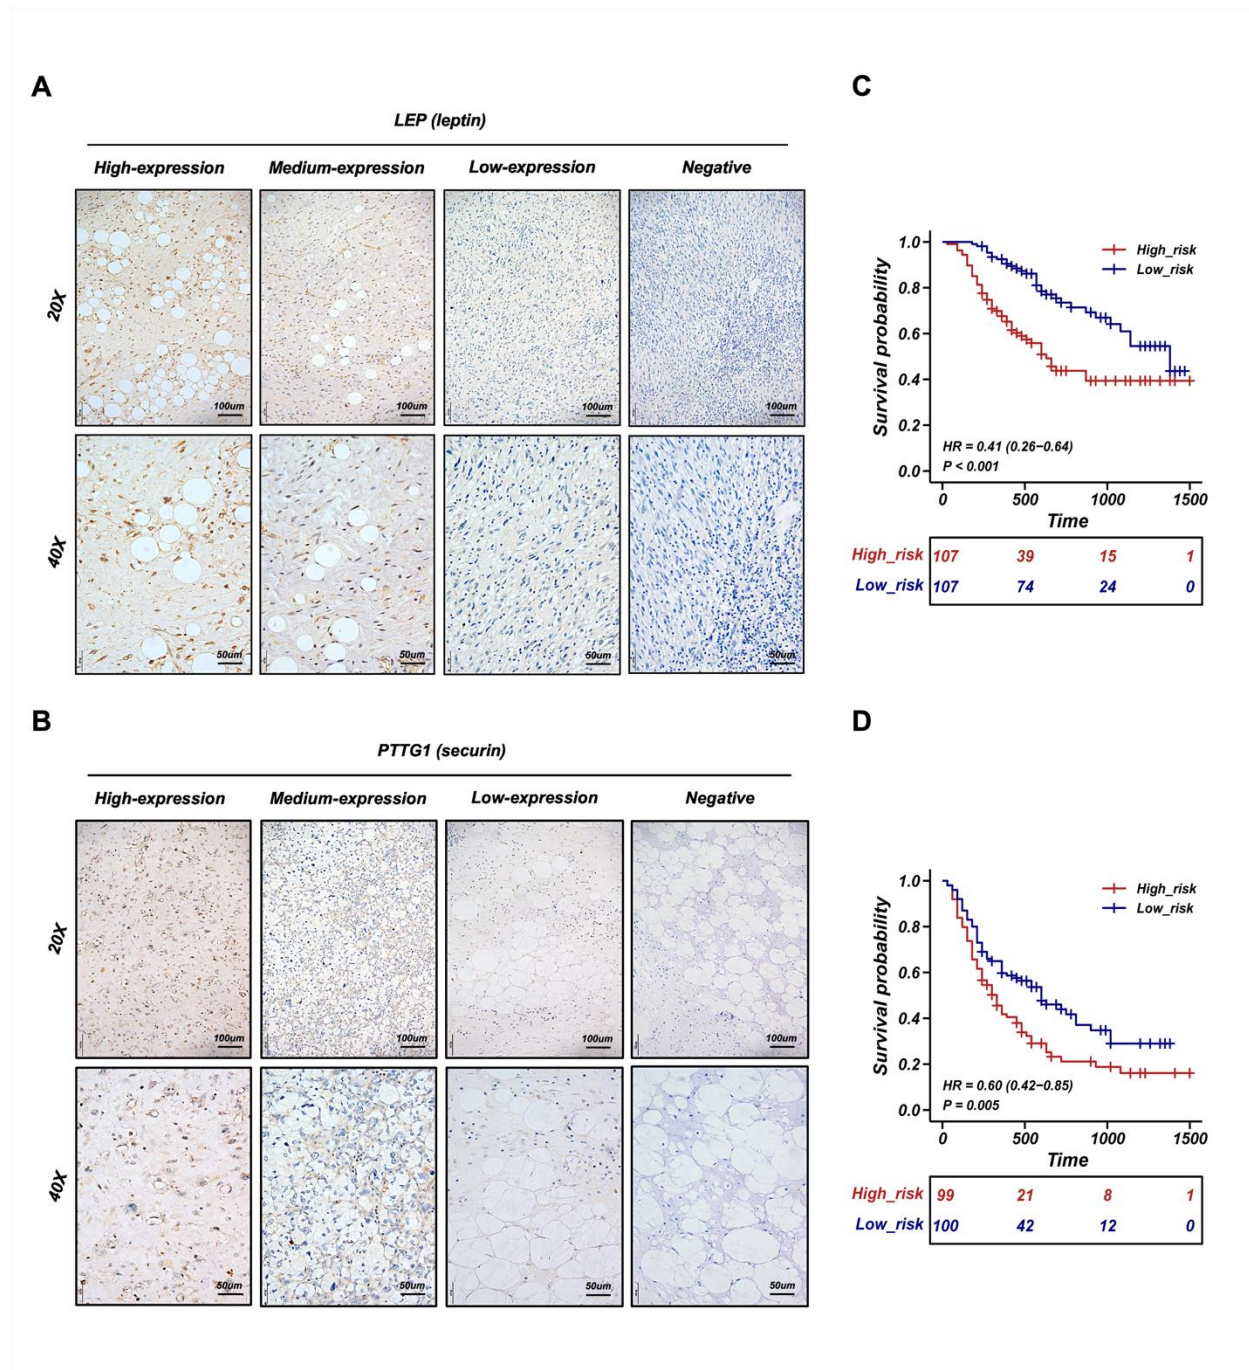 A
LEP (leptin)
High-expression Medium-expression Low-expression Negative
20X
100um 100um 100um 100um
40X
50um 50um 50um 50um
B
PTTG1 (securin)
High-expression Medium-expression Low-expression Negative
20X
100um 100um 100um 100um
40X
50um 50um 50um 50um
C
Survival probability
1.0
0.8
0.6
0.4
0.2
0.0
High_risk
Low_risk
HR = 0.41 (0.26−0.64)
P < 0.001
0 500 1000 1500
Time
High_risk 107 39 15 1
Low_risk 107 74 24 0
D
Survival probability
1.0
0.8
0.6
0.4
0.2
0.0
High_risk
Low_risk
HR = 0.60 (0.42−0.85)
P = 0.005
0 500 1000 1500
Time
High_risk 99 21 8 1
Low_risk 100 42 12 0